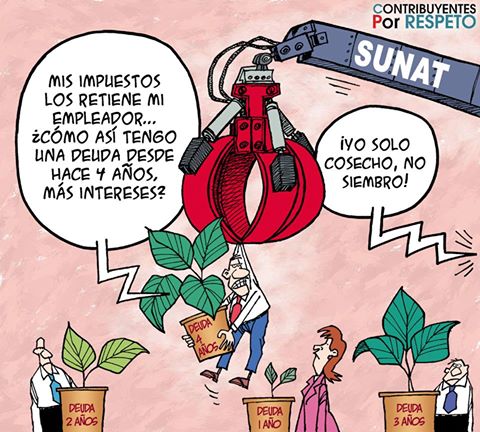 CONTRIBUYENTES
Por RESPETO
SUNAT
MIS IMPUESTOS
LOS RETIENE MI
EMPLEADOR...
¿CÓMO ASÍ TENGO
UNA DEUDA DESDE
HACE 4 AÑOS,
MÁS INTERESES?
¡YO SOLO
COSECHO, NO
SIEMBRO!
DEUDA
4
AÑOS
DEUDA
2 AÑOS
DEUDA
1 AÑO
DEUDA
3 AÑOS